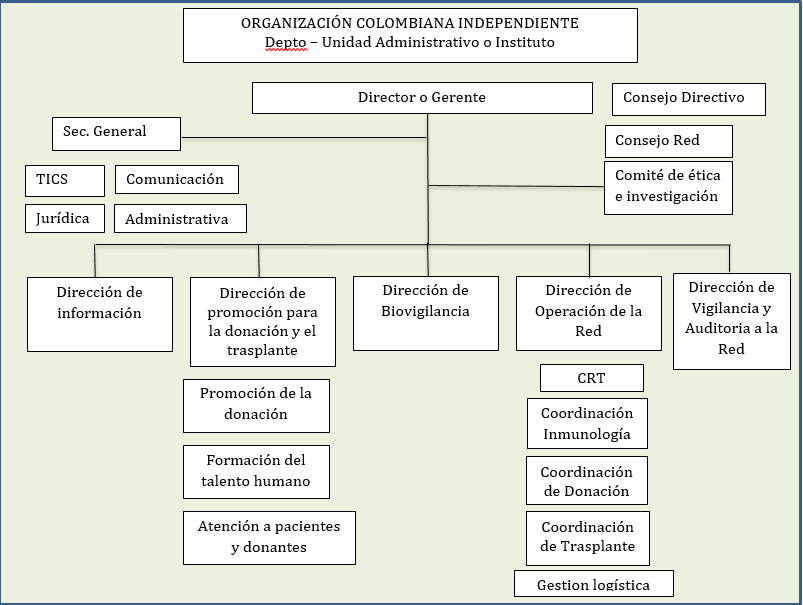 ORGANIZACIÓN COLOMBIANA INDEPENDIENTE
Depto – Unidad Administrativo o Instituto
Director o Gerente
Consejo Directivo
Sec. General
Consejo Red
TICS
Comunicación
Comité de ética
e investigación
Jurídica
Administrativa
Dirección de
información
Dirección de
promoción para
la donación y el
trasplante
Dirección de
Biovigilancia
Dirección de
Operación de la
Red
Dirección de
Vigilancia y
Auditoria a la
Red
Promoción de la
donación
Formación del
talento humano
Atención a pacientes
y donantes
CRT
Coordinación
Inmunología
Coordinación
de Donación
Coordinación
de Trasplante
Gestion logística